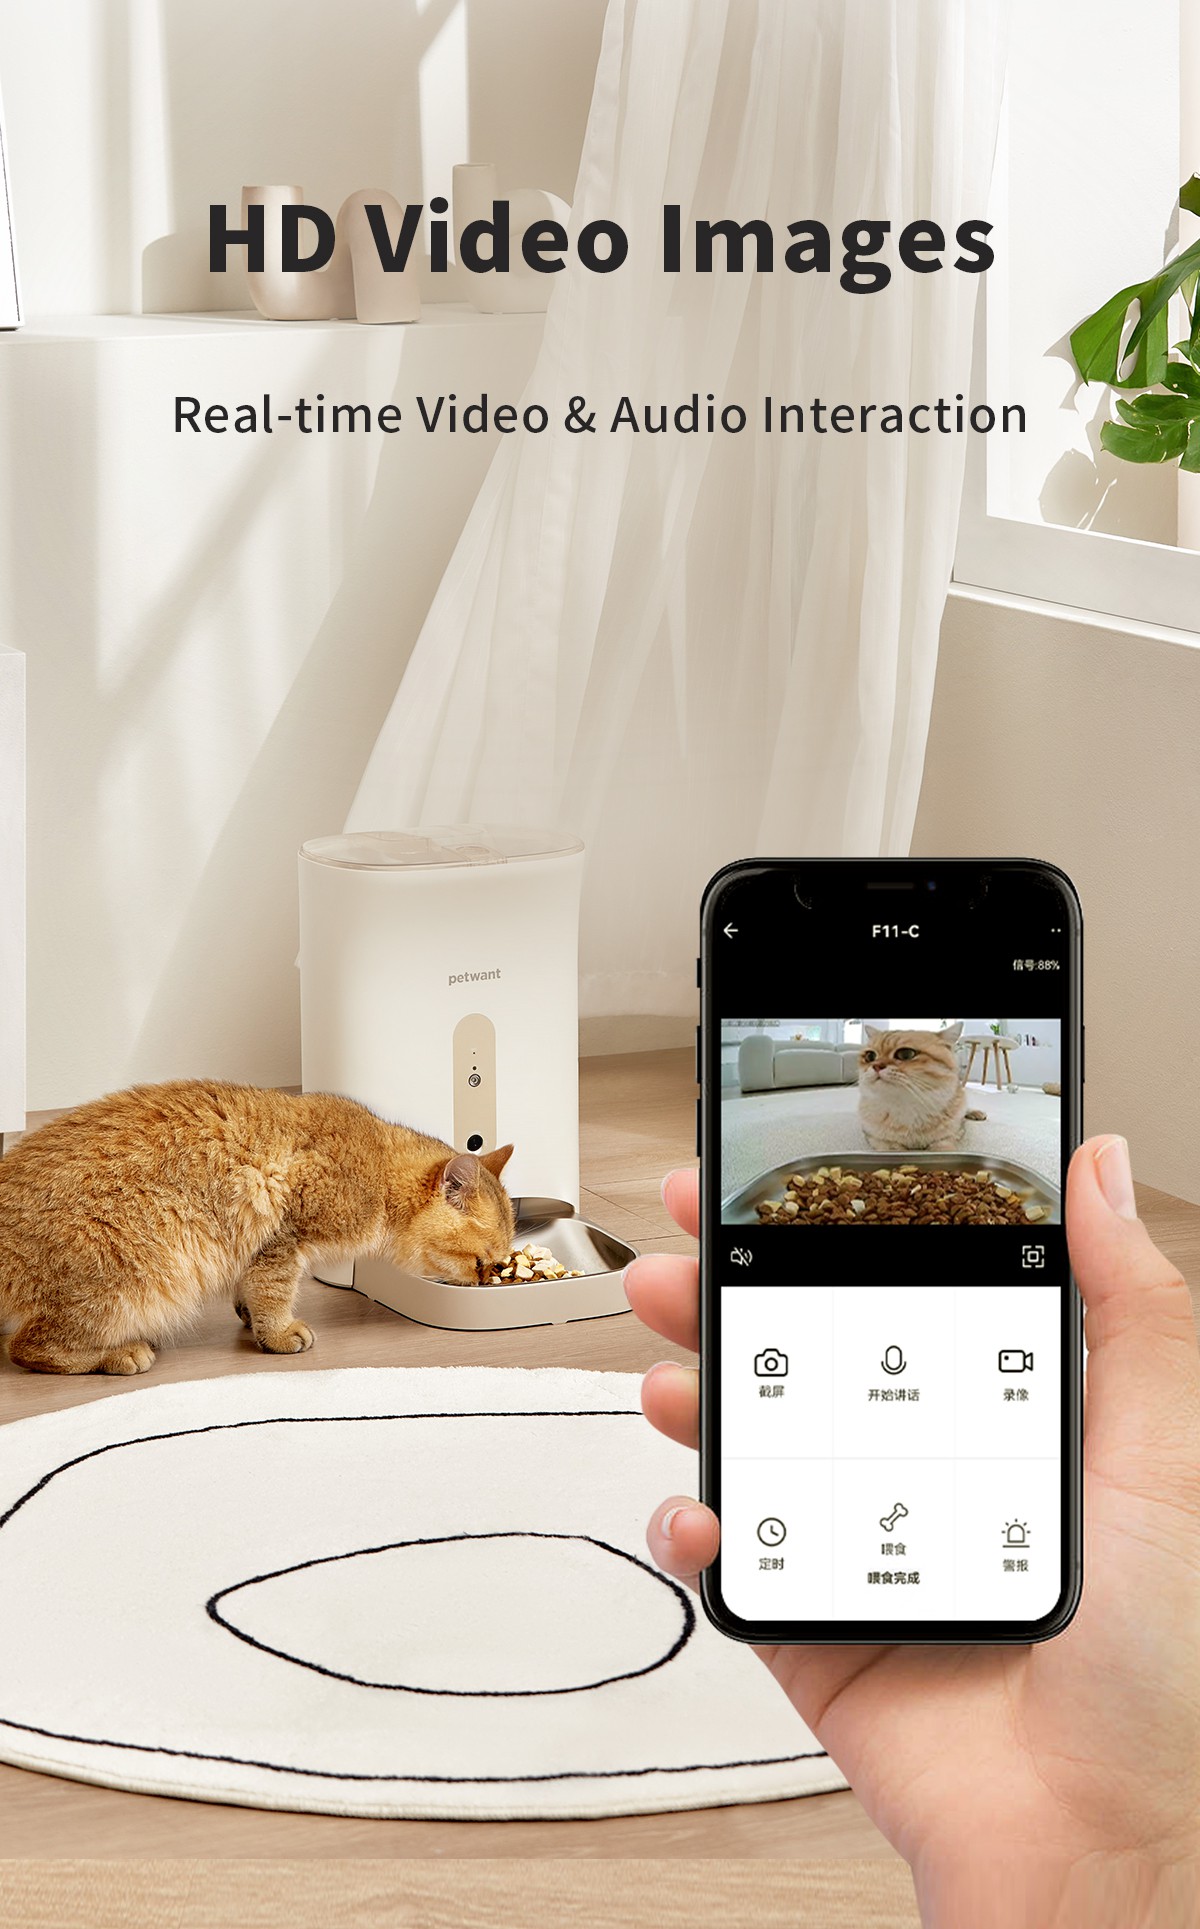 HD Video Images
Real-time Video & Audio Interaction
petwant
F11-C
信号:88%
截屏
开始讲话
录像
定时
喂食
喂食完成
警报